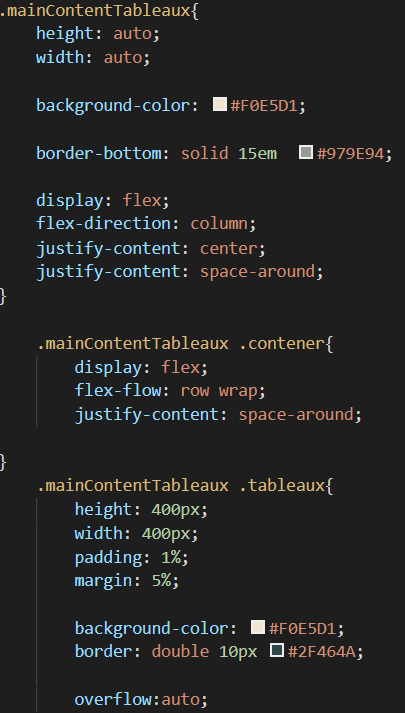 .mainContentTableaux{
height: auto;
width: auto;
background-color: #F0E5D1;
border-bottom: solid 15em #979E94;
display: flex;
flex-direction: column;
justify-content: center;
justify-content: space-around;
}
.mainContentTableaux .contener{
display: flex;
flex-flow: row wrap;
justify-content: space-around;
}
.mainContentTableaux .tableaux{
height: 400px;
width: 400px;
padding: 1%;
margin: 5%;
background-color: #F0E5D1;
border: double 10px #2F464A;
overflow:auto;